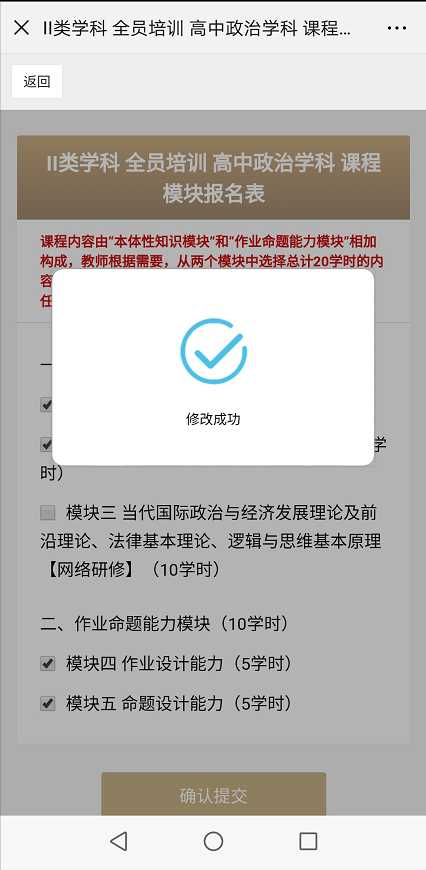 II类学科 全员培训 高中政治学科 课程...
返回
II类学科 全员培训 高中政治学科 课程
模块报名表
课程内容由“本体性知识模块”和“作业命题能力模块”相加
构成，教师根据需要，从两个模块中选择总计20学时的内
容
任
修改成功
学
时）
模块三 当代国际政治与经济发展理论及前
沿理论、法律基本理论、逻辑与思维基本原理
【网络研修】（10学时）
二、作业命题能力模块（10学时）
模块四 作业设计能力（5学时）
模块五 命题设计能力（5学时）
确认提交